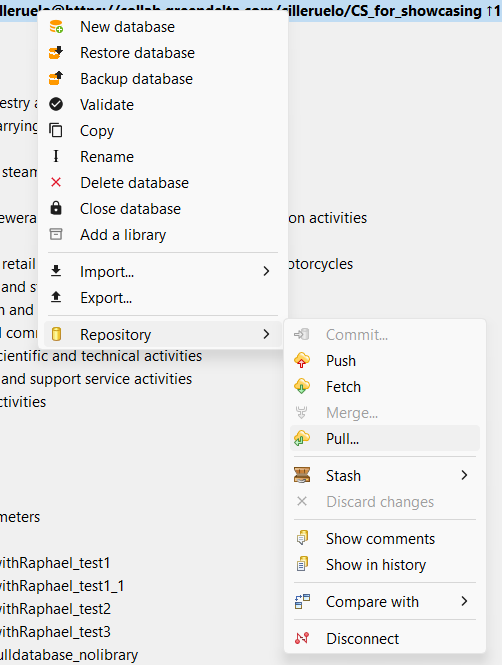 lleruelo@https://collab.greendelta.com/cilleruelo/CS_for_showcasing ↑1
New database
Restore database
Backup database
estry a
Validate
arrying
Copy
Rename
steam
Delete database
ewera
Close database
on activities
Add a library
retail
otorcycles
Import...
and s
Export...
n and
Repository
d comm
Commit...
cientific and technical activities
Push
and support service activities
Fetch
ctivities
Merge...
Pull...
Stash
Discard changes
meters
Show comments
withRaphael_test1
Show in history
withRaphael_test1_1
Compare with
withRaphael_test2
withRaphael_test3
Disconnect
ulldatabase_nolibrary